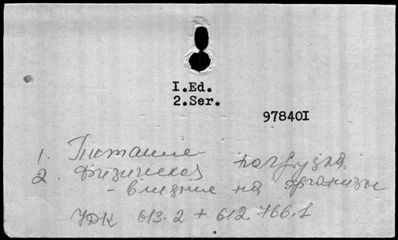 I.Ed.
2.Ser.
97840I
1. Питание
2. Физическая нагрузка
- влияние на организм
УДК 613.2 + 612.766.1